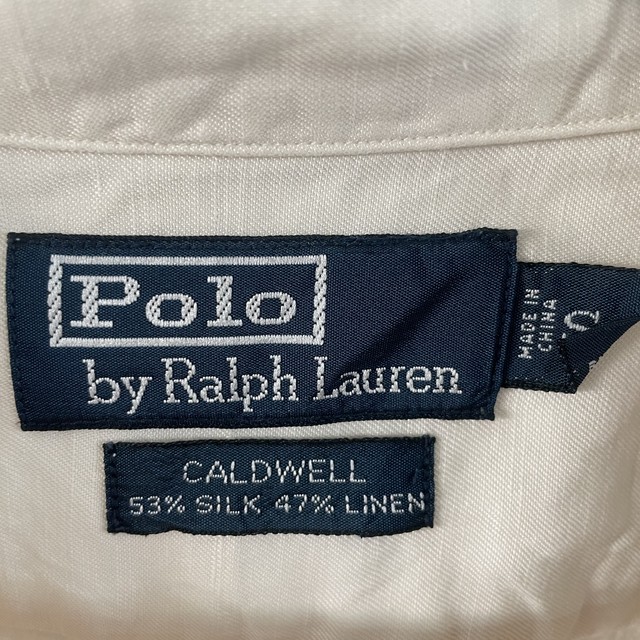 Polo
by Ralph Lauren
MADE IN
CHINA
CALDWELL
53% SILK 47% LINEN